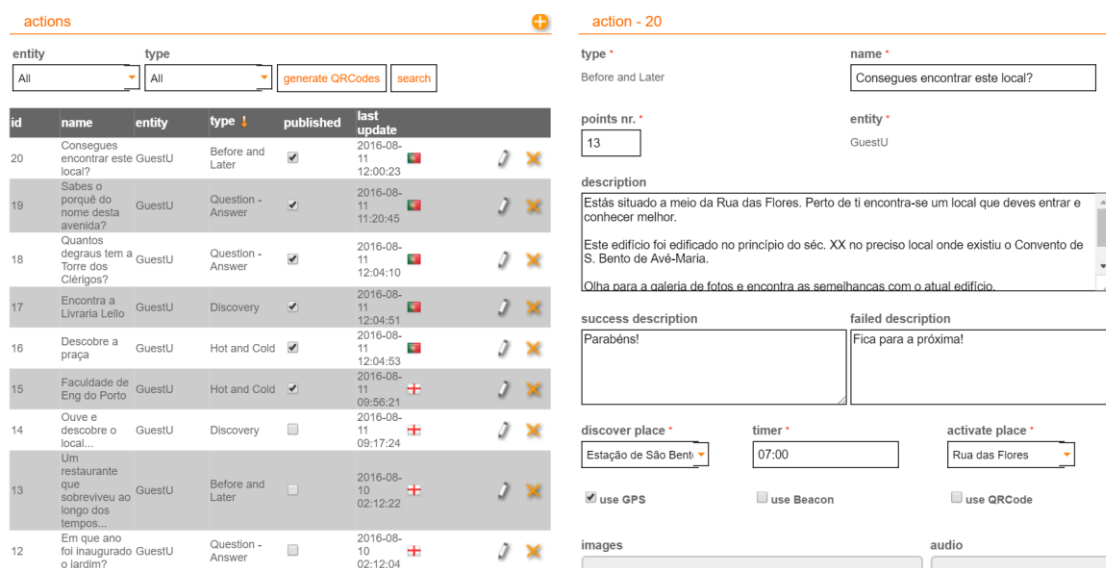 actions
entity
type
All
All
generate QRCodes
search
id
name
entity
type
published
last
update
20
Consegues
encontrar este
local?
GuestU
Before and
Later
2016-08-
11
12:00:23
19
Sabes o
porquê do
nome desta
avenida?
GuestU
Question -
Answer
2016-08-
11
11:20:45
18
Quantos
degraus tem a
Torre dos
Clérigos?
GuestU
Question -
Answer
2016-08-
11
12:04:10
17
Encontra a
Livraria Lello
GuestU
Discovery
2016-08-
11
12:04:51
16
Descobre a
praça
GuestU
Hot and Cold
2016-08-
11
12:04:53
15
Faculdade de
Eng do Porto
GuestU
Hot and Cold
2016-08-
11
09:56:21
14
Ouve e
descobre o
local...
GuestU
Discovery
2016-08-
11
09:17:24
13
Um
restaurante
que
sobreviveu ao
longo dos
tempos...
GuestU
Before and
Later
2016-08-
10
02:12:22
12
Em que ano
foi inaugurado
o jardim?
GuestU
Question -
Answer
2016-08-
10
02:12:04
action - 20
type *
Before and Later
name *
Consegues encontrar este local?
points nr. *
13
entity *
GuestU
description
Estás situado a meio da Rua das Flores. Perto de ti encontra-se um local que deves entrar e
conhecer melhor.
Este edifício foi edificado no princípio do séc. XX no preciso local onde existiu o Convento de
S. Bento de Avé-Maria.
Olha para a galeria de fotos e encontra as semelhanças com o atual edifício.
success description
Parabéns!
failed description
Fica para a próxima!
discover place *
Estação de São Bent
timer *
07:00
activate place *
Rua das Flores
use GPS
use Beacon
use QRCode
images
audio